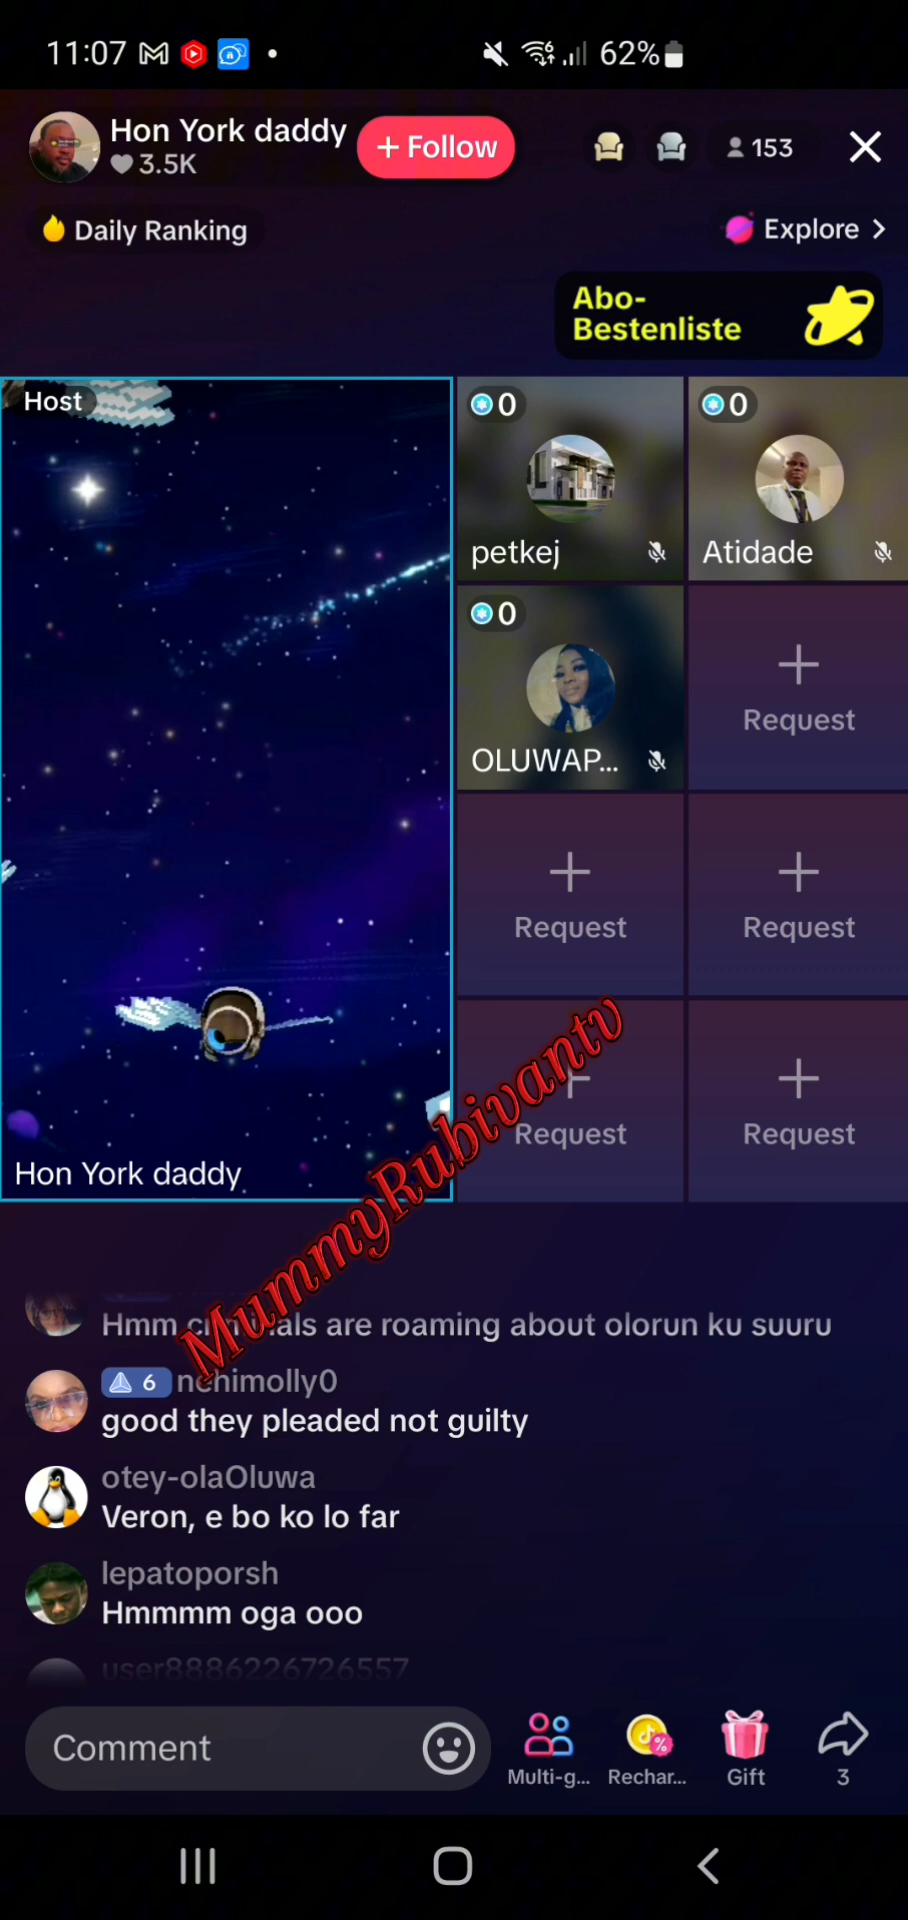 11:07
62%
Hon York daddy
3.5K
+ Follow
153
Daily Ranking
Explore >
Abo-
Bestenliste
Host
0
0
petkej
Atidade
0
OLUWAP...
Request
Request
Request
Request
Request
Hon York daddy
MummyRubivantv
Hmm criminals are roaming about olorun ku suuru
6 nehimolly0
good they pleaded not guilty
otey-olaOluwa
Veron, e bo ko lo far
lepatoporsh
Hmmmm oga ooo
user8886226726557
Comment
Multi-g...
Rechar...
Gift
3